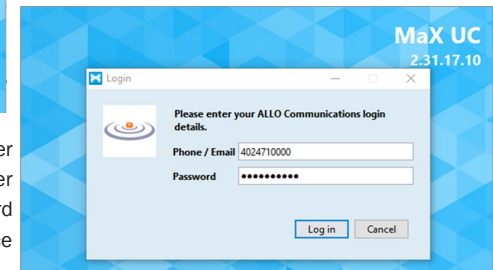 MaX UC
2.31.17.10
Login
Please enter your ALLO Communications login
details.
Phone / Email 4024710000
Password ••••••••••
Log in Cancel